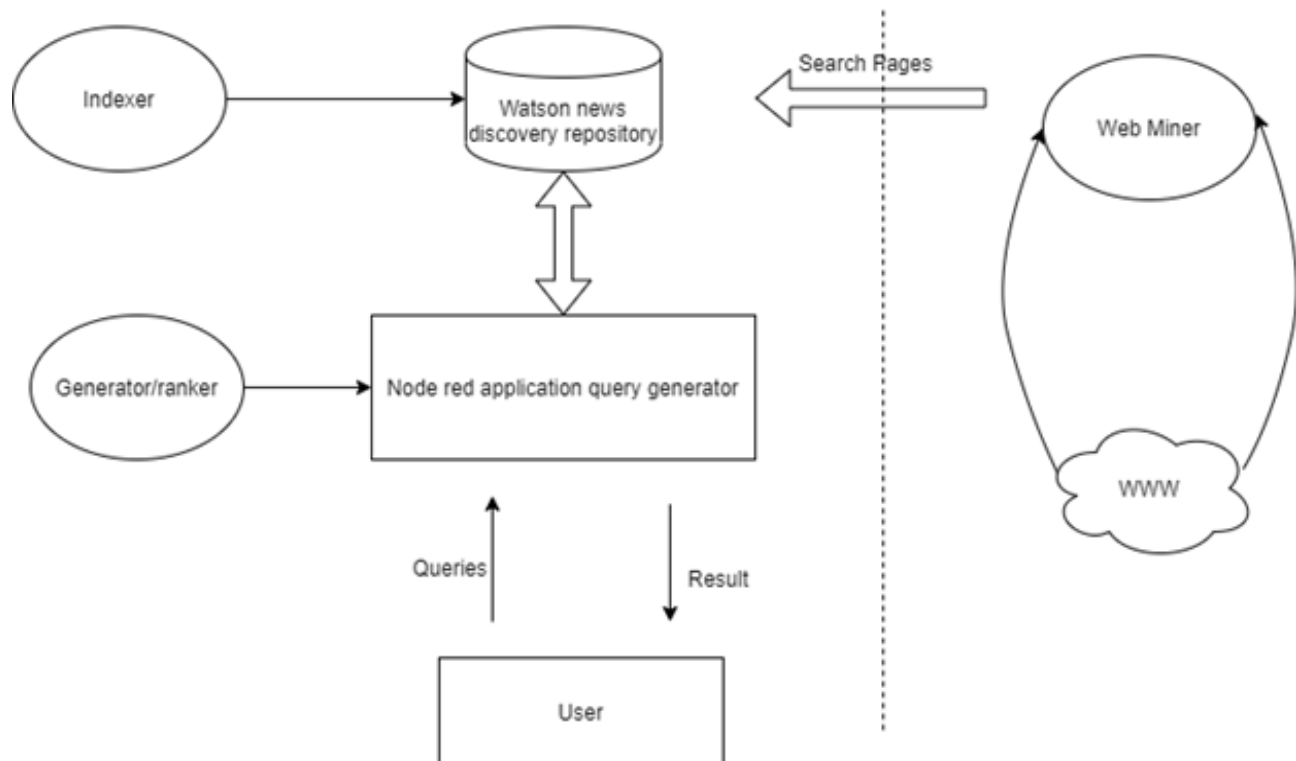 Search Pages
Indexer
Watson news
discovery repository
Web Miner
Generator/ranker
Node red application query generator
WWW
Queries
Result
User